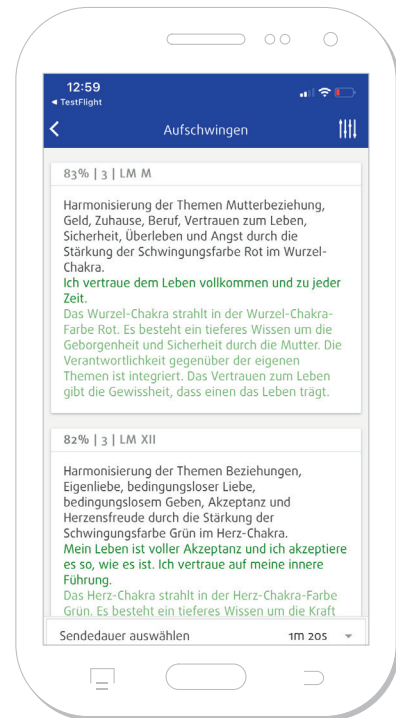 12:59
◀ TestFlight
Aufschwingen
83% | 3 | LM M
Harmonisierung der Themen Mutterbeziehung,
Geld, Zuhause, Beruf, Vertrauen zum Leben,
Sicherheit, Überleben und Angst durch die
Stärkung der Schwingungsfarbe Rot im Wurzel-
Chakra.
Ich vertraue dem Leben vollkommen und zu jeder
Zeit.
Das Wurzel-Chakra strahlt in der Wurzel-Chakra-
Farbe Rot. Es besteht ein tieferes Wissen um die
Geborgenheit und Sicherheit durch die Mutter. Die
Verantwortlichkeit gegenüber der eigenen
Themen ist integriert. Das Vertrauen zum Leben
gibt die Gewissheit, dass einen das Leben trägt.
82% | 3 | LM XII
Harmonisierung der Themen Beziehungen,
Eigenliebe, bedingungsloser Liebe,
bedingungslosem Geben, Akzeptanz und
Herzensfreude durch die Stärkung der
Schwingungsfarbe Grün im Herz-Chakra.
Mein Leben ist voller Akzeptanz und ich akzeptiere
es so, wie es ist. Ich vertraue auf meine innere
Führung.
Das Herz-Chakra strahlt in der Herz-Chakra-Farbe
Grün. Es besteht ein tieferes Wissen um die Kraft
Sendedauer auswählen 1m 20s